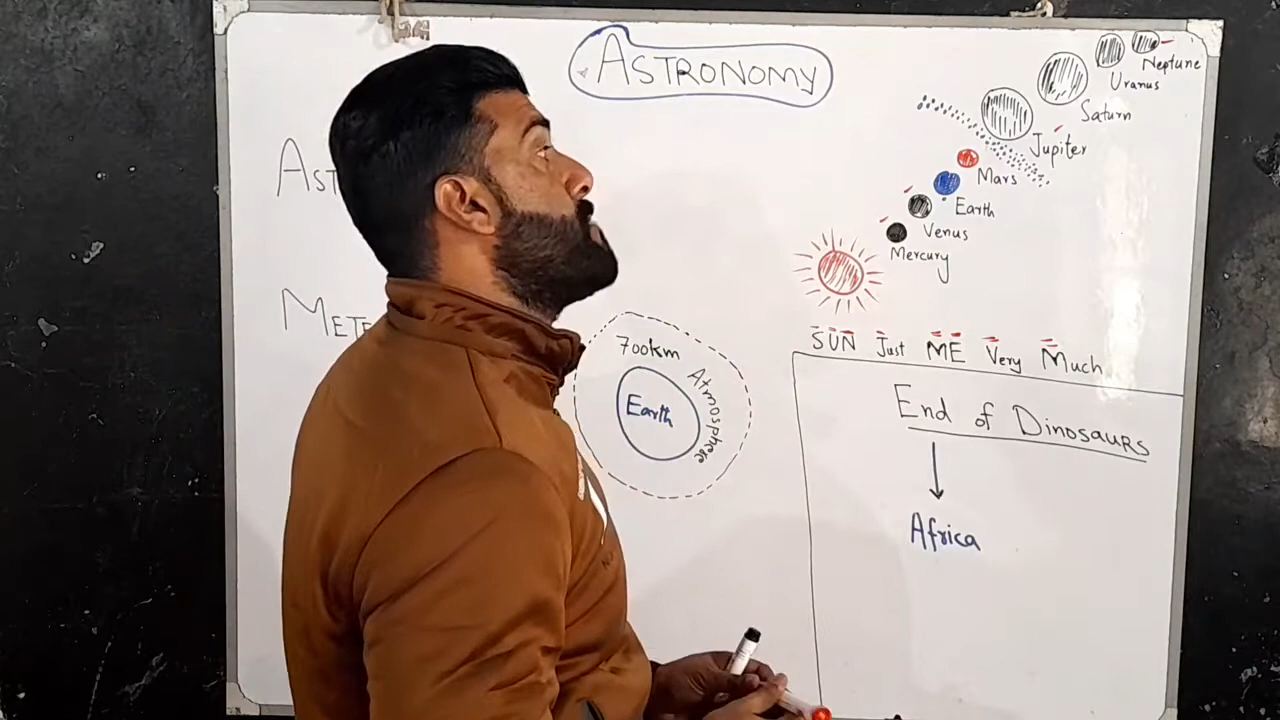 ASTRONOMY
Neptune
Uranus
Saturn
Jupiter
Mars
Earth
Venus
Mercury
SUN Just ME Very Much
700km
Atmosphere
Earth
End of Dinosaurs
Africa